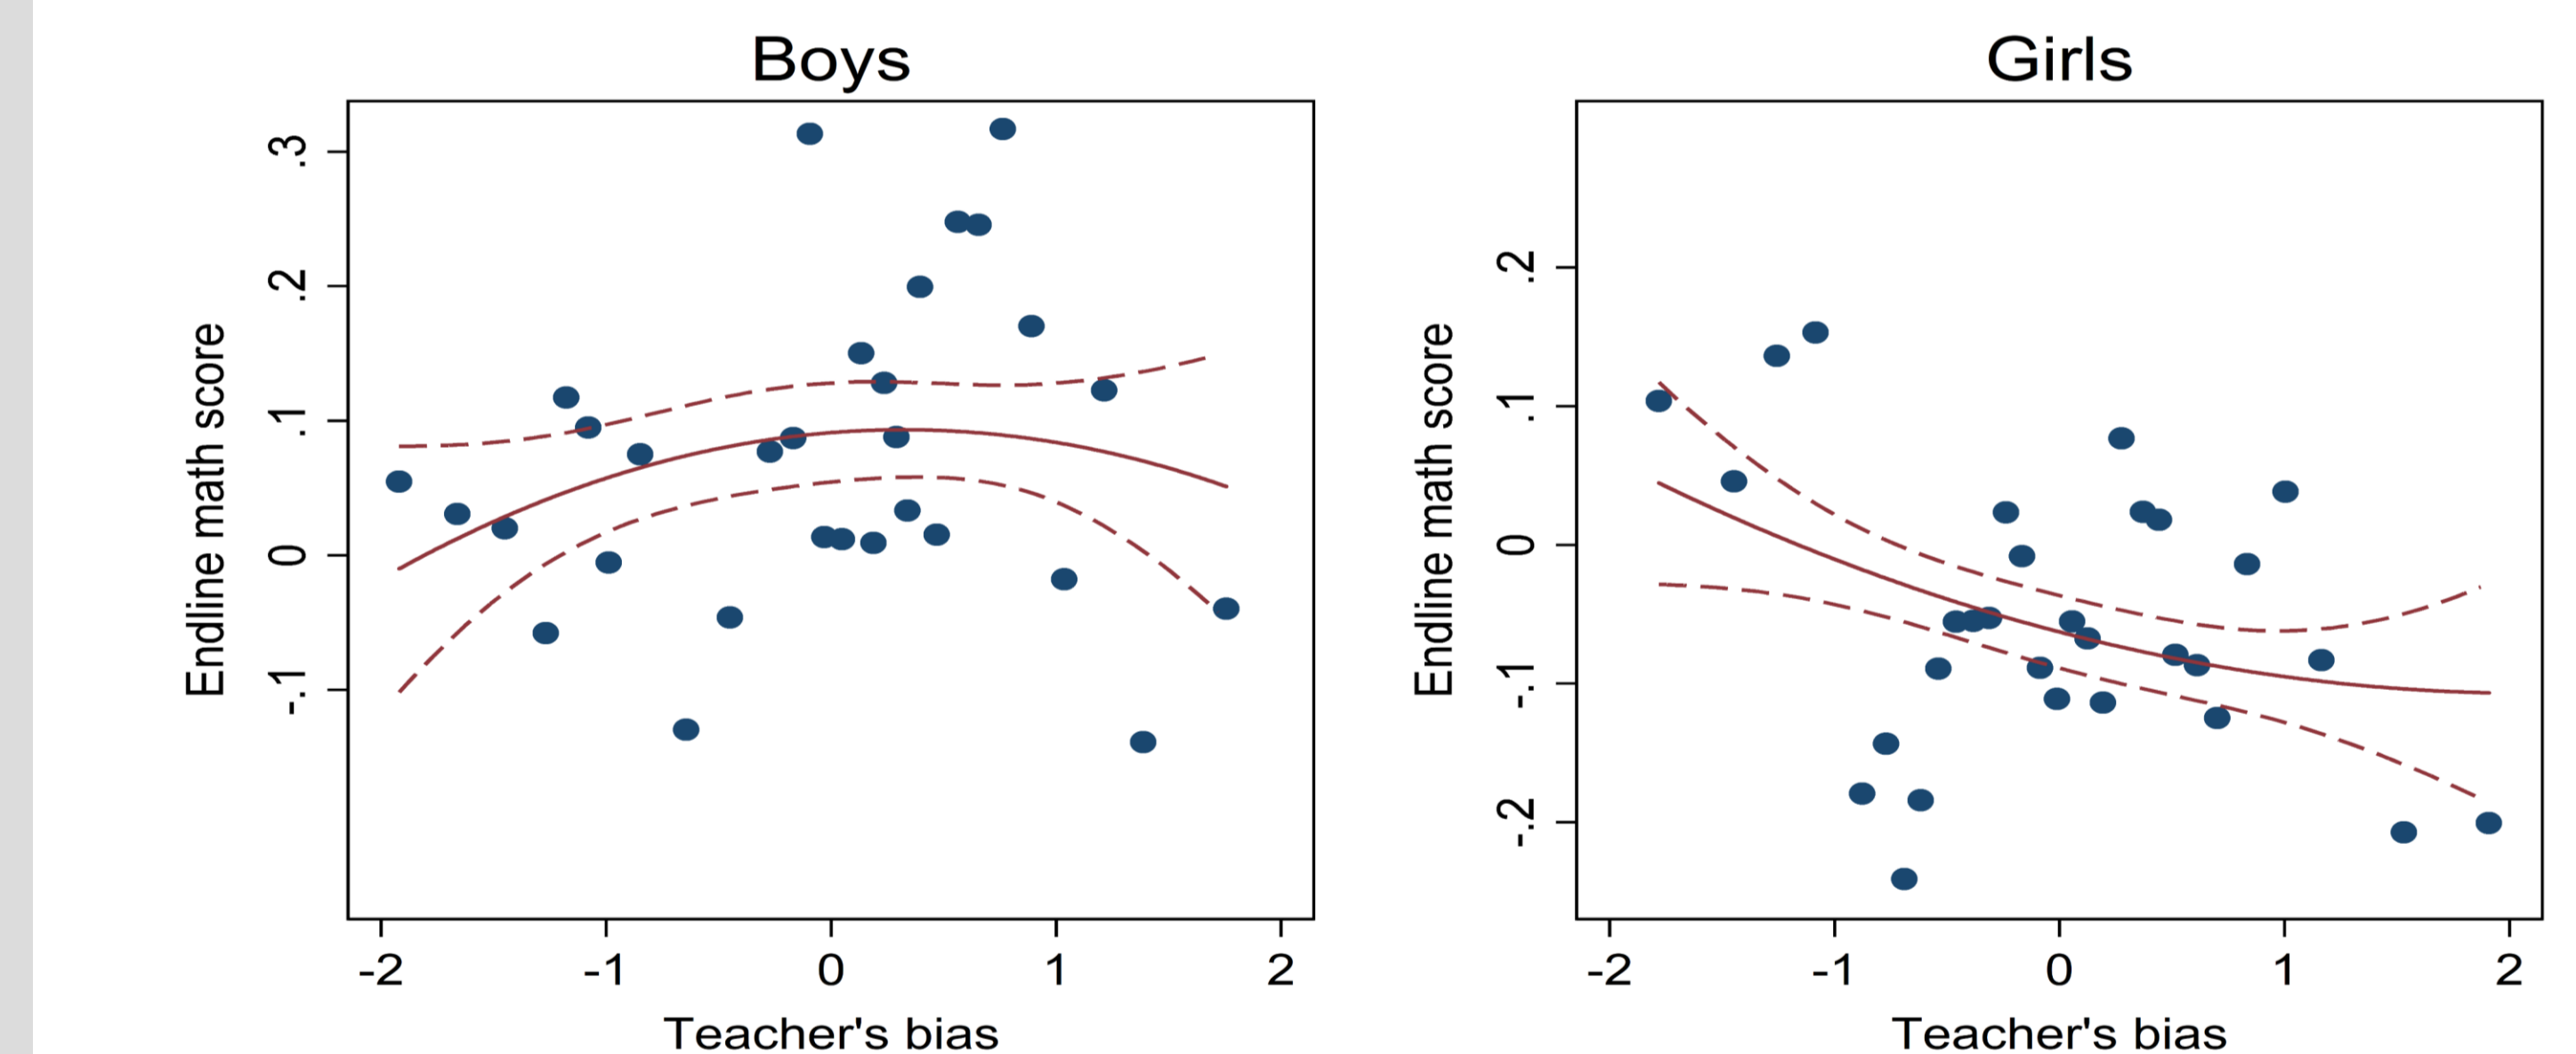 Boys
Endline math score
.3
.2
.1
0
-.1
-2 -1 0 1 2
Teacher's bias
Girls
Endline math score
.2
.1
0
-.1
-.2
-2 -1 0 1 2
Teacher's bias